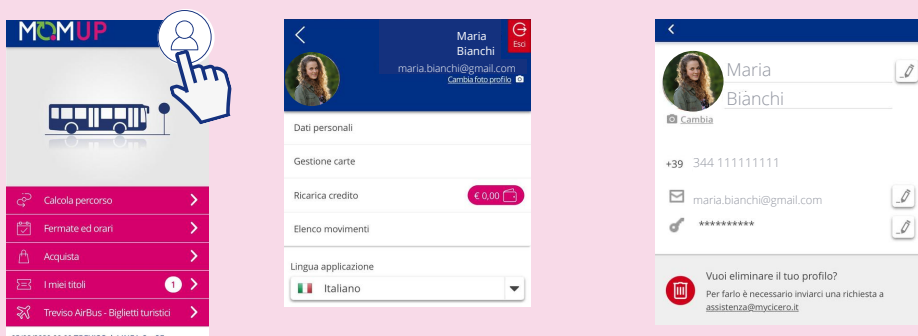 MOMUP
Calcola percorso
Fermate ed orari
Acquista
I miei titoli 1
Treviso AirBus - Biglietti turistici
Maria
Bianchi
Esci
maria.bianchi@gmail.com
Cambia foto profilo
Dati personali
Gestione carte
Ricarica credito € 0,00
Elenco movimenti
Lingua applicazione
Italiano
Maria
Bianchi
Cambia
+39 344 111111111
maria.bianchi@gmail.com
**********
Vuoi eliminare il tuo profilo?
Per farlo è necessario inviarci una richiesta a
assistenza@mycicero.it